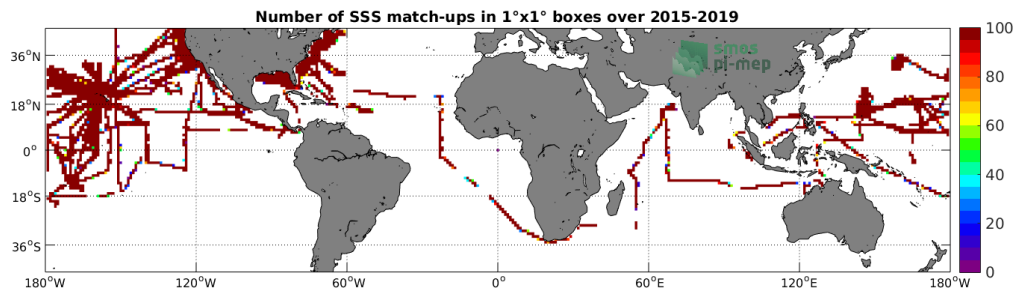 Number of SSS match-ups in 1°x1° boxes over 2015-2019
smos
pi-mep
36°N
18°N
0°
18°S
36°S
180°W
120°W
60°W
0°
60°E
120°E
180°E
100
80
60
40
20
0